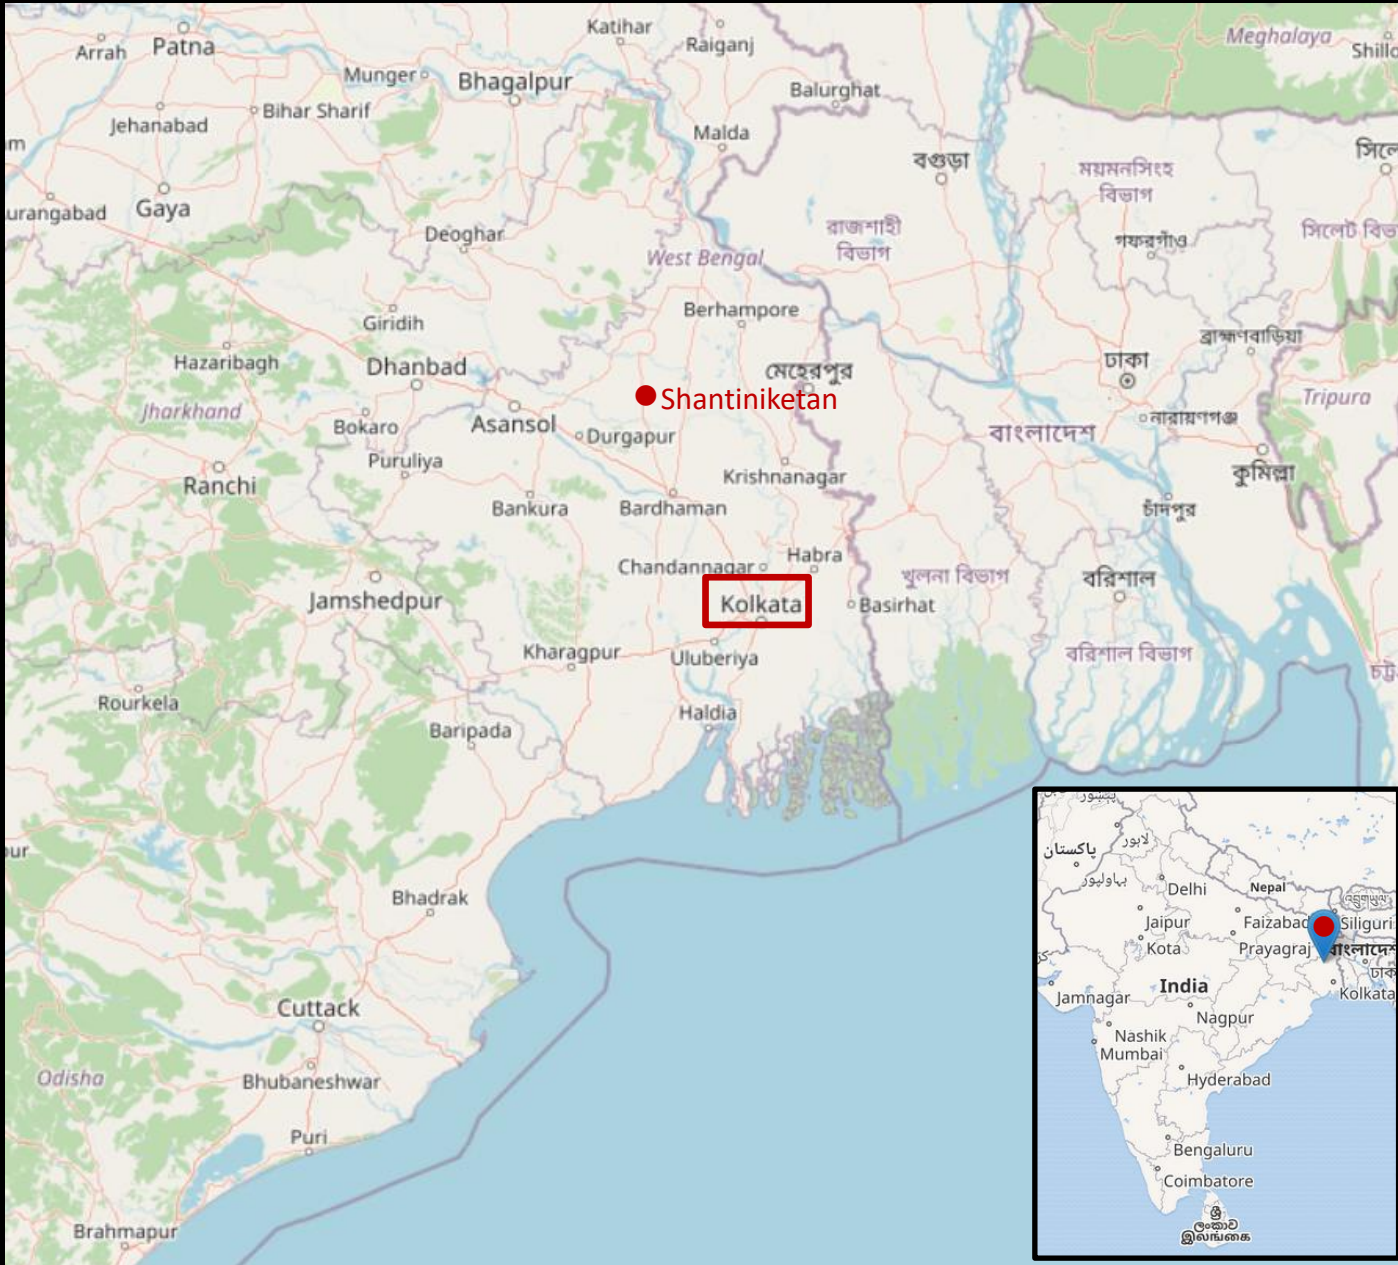 Katihar
Patna
Arrah
Raiganj
Meghalaya
Munger
Bhagalpur
Balurghat
Bihar Sharif
Jehanabad
Malda
বগুড়া
ময়মনসিংহ
বিভাগ
Gaya
Deoghar
রাজশাহী
বিভাগ
গফরগাঁও
West Bengal
Berhampore
Giridih
Hazaribagh
Dhanbad
মেহেরপুর
ঢাকা
ব্রাহ্মণবাড়িয়া
Shantiniketan
Jharkhand
Tripura
Bokaro
Asansol
Durgapur
বাংলাদেশ
নারায়ণগঞ্জ
Puruliya
Ranchi
Krishnanagar
কুমিল্লা
Bankura
Bardhaman
চাঁদপুর
Chandannagar
Habra
খুলনা বিভাগ
বরিশাল
Jamshedpur
Kolkata
Basirhat
Kharagpur
Uluberiya
বরিশাল বিভাগ
Rourkela
Haldia
Baripada
Bhadrak
Cuttack
Odisha
Bhubaneshwar
Puri
Brahmapur
لاہور
پاکستان
بہاولپور
Delhi
Nepal
Jaipur
Faizabad
Siliguri
Kota
Prayagraj
India
Kolkata
Jamnagar
Nagpur
Nashik
Mumbai
Hyderabad
Bengaluru
Coimbatore
ශ්‍රී
ලංකාව
இலங்கை